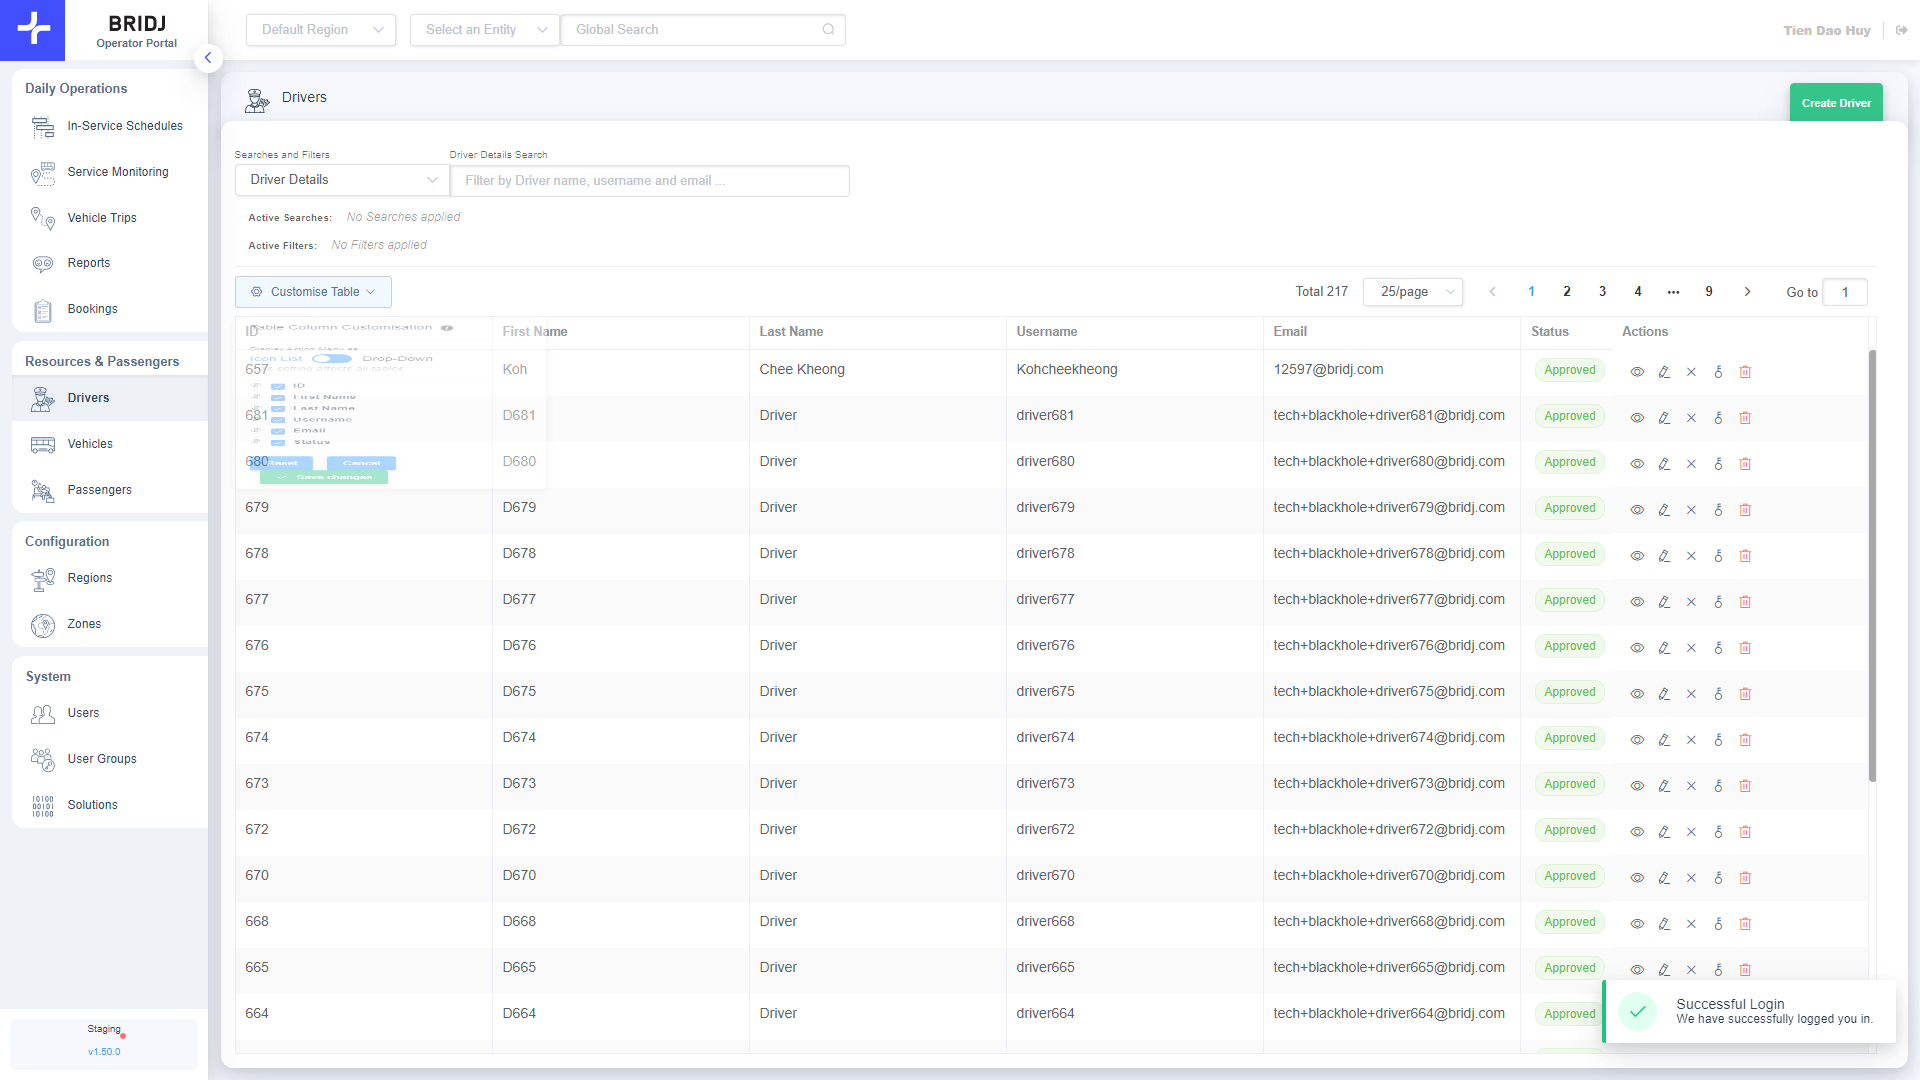 BRIDJ
Operator Portal
Default Region
Select an Entity
Global Search
Tien Dao Huy
Daily Operations
In-Service Schedules
Service Monitoring
Vehicle Trips
Reports
Bookings
Resources & Passengers
Drivers
Vehicles
Passengers
Configuration
Regions
Zones
System
Users
User Groups
Solutions
Staging
v1.50.0
Drivers
Create Driver
Searches and Filters
Driver Details Search
Driver Details
Filter by Driver name, username and email ...
Active Searches: No Searches applied
Active Filters: No Filters applied
Customise Table
Total 217 25/page 1 2 3 4 ••• 9 Go to 1
Table Column Customisation
Display Action Menu as
Icon List Drop-Down
setting affects all tables
ID
First Name
Last Name
Username
Email
Status
Reset Cancel
Save changes
ID First Name Last Name Username Email Status Actions
657 Koh Chee Kheong Kohcheekheong 12597@bridj.com Approved
681 D681 Driver driver681 tech+blackhole+driver681@bridj.com Approved
680 D680 Driver driver680 tech+blackhole+driver680@bridj.com Approved
679 D679 Driver driver679 tech+blackhole+driver679@bridj.com Approved
678 D678 Driver driver678 tech+blackhole+driver678@bridj.com Approved
677 D677 Driver driver677 tech+blackhole+driver677@bridj.com Approved
676 D676 Driver driver676 tech+blackhole+driver676@bridj.com Approved
675 D675 Driver driver675 tech+blackhole+driver675@bridj.com Approved
674 D674 Driver driver674 tech+blackhole+driver674@bridj.com Approved
673 D673 Driver driver673 tech+blackhole+driver673@bridj.com Approved
672 D672 Driver driver672 tech+blackhole+driver672@bridj.com Approved
670 D670 Driver driver670 tech+blackhole+driver670@bridj.com Approved
668 D668 Driver driver668 tech+blackhole+driver668@bridj.com Approved
665 D665 Driver driver665 tech+blackhole+driver665@bridj.com Approved
664 D664 Driver driver664 tech+blackhole+driver664@bridj.com Approved
Successful Login
We have successfully logged you in.